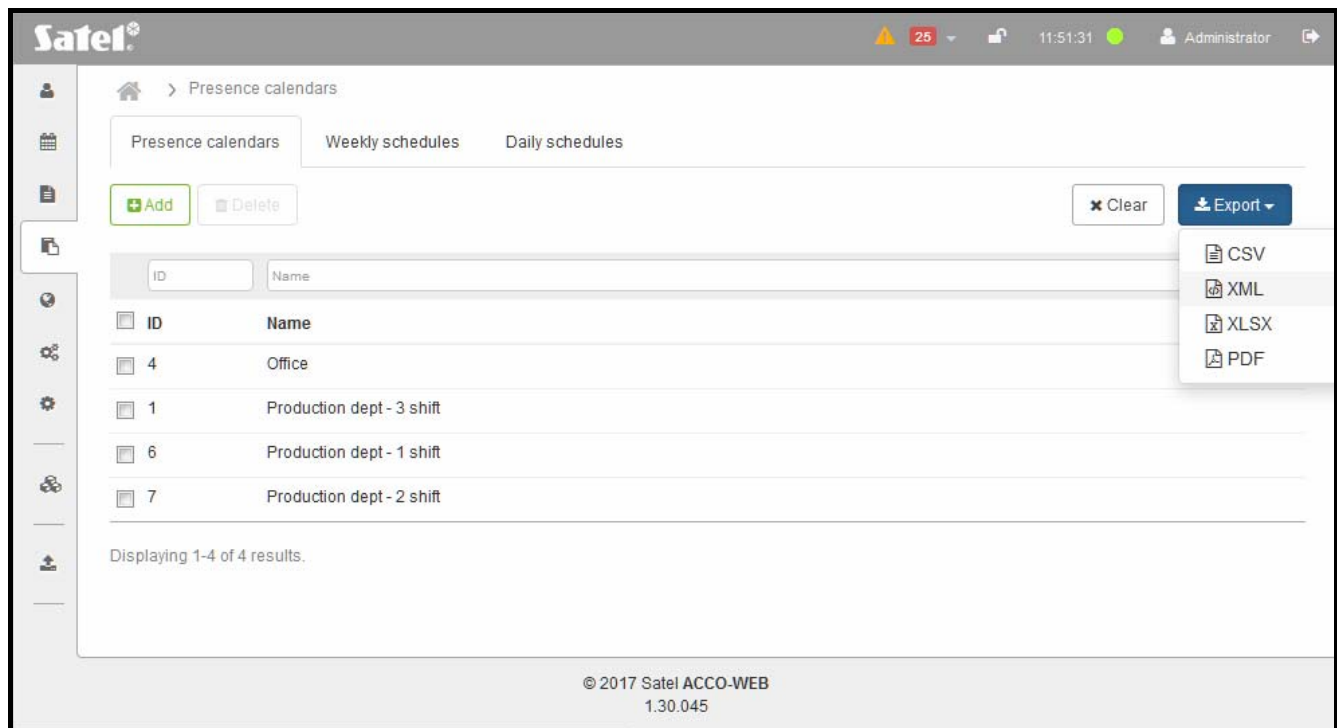 Satel®
25
11:51:31
Administrator
> Presence calendars
Presence calendars Weekly schedules Daily schedules
Add Delete
Clear Export
CSV
XML
XLSX
PDF
ID Name
ID Name
4 Office
1 Production dept - 3 shift
6 Production dept - 1 shift
7 Production dept - 2 shift
Displaying 1-4 of 4 results.
© 2017 Satel ACCO-WEB
1.30.045